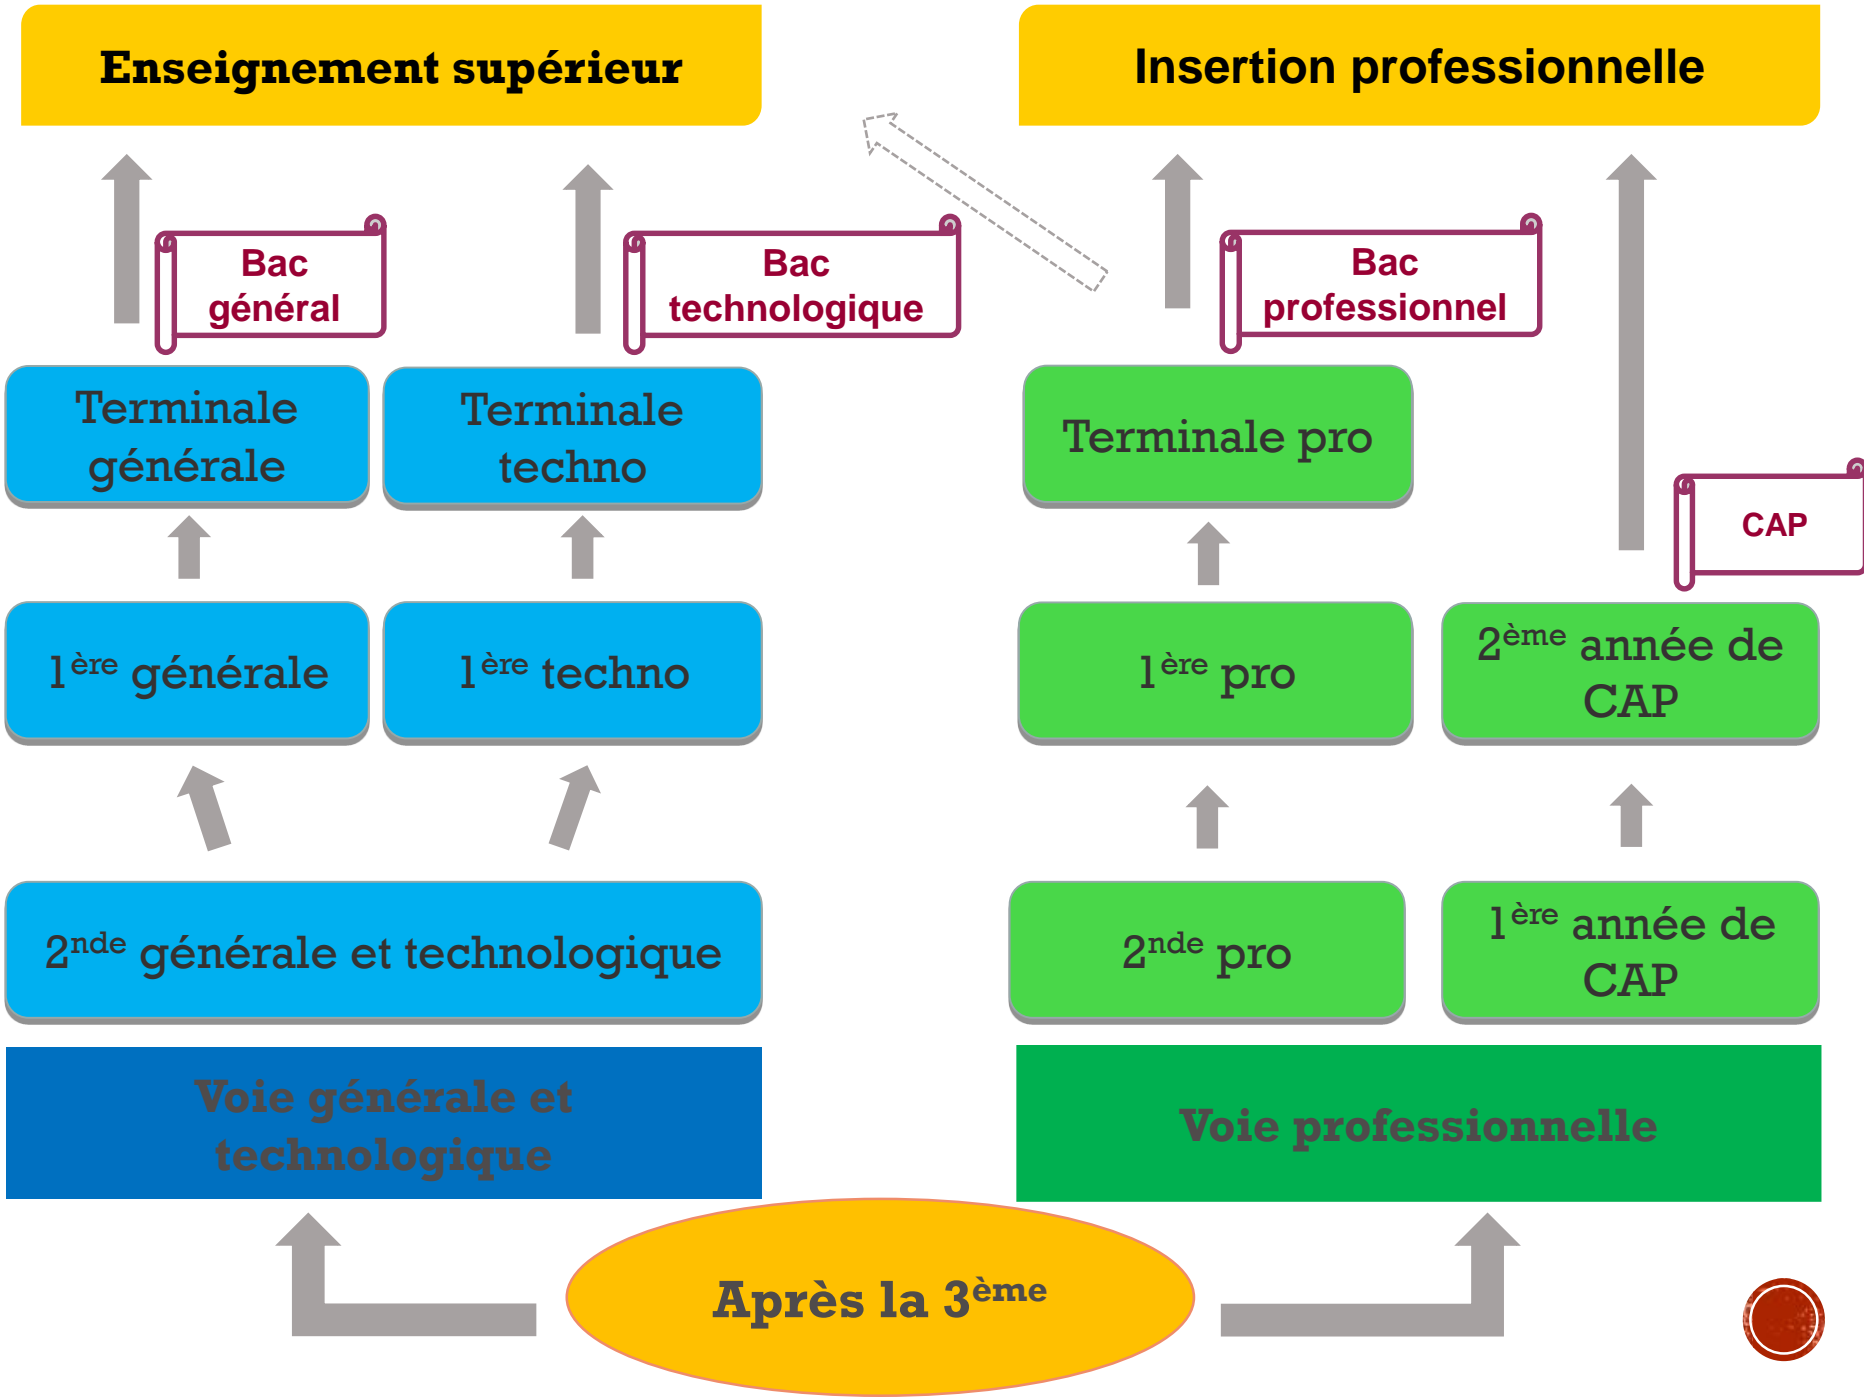 Enseignement supérieur
Insertion professionnelle
Bac
général
Bac
technologique
Bac
professionnel
Terminale
générale
Terminale
techno
Terminale pro
CAP
1ère générale
1ère techno
1ère pro
2ème année de
CAP
2nde générale et technologique
2nde pro
1ère année de
CAP
Voie générale et
technologique
Voie professionnelle
Après la 3ème